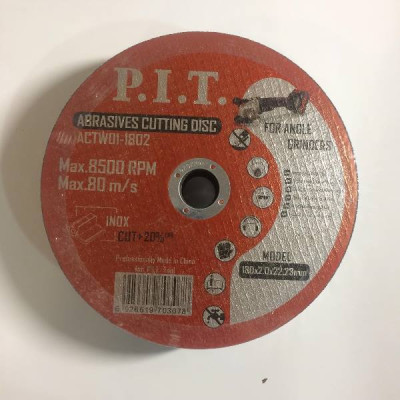 P.I.T.
ABRASIVES CUTTING DISC
ACTW01-1802
FOR ANGLE
GRINDERS
Max.8500 RPM
Max.80 m/s
INOX
CUT+20%
MODEL
180x2.0x22.23mm
Professionally Made in China